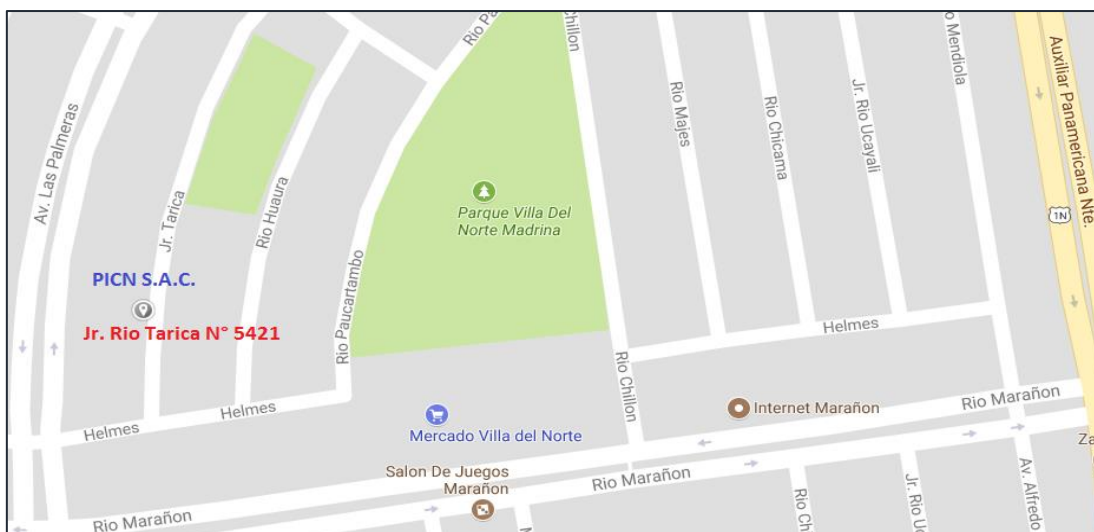 Rio Pa
Chillon
Rio Mendiola
Auxiliar Panamericana Nte.
Av. Las Palmeras
Rio Majes
Rio Chicama
Jr. Rio Ucayali
Jr. Tarica
Rio Huaura
Parque Villa Del
Norte Madrina
1N
PICN S.A.C.
Jr. Rio Tarica N° 5421
Rio Paucartambo
Helmes
Rio Chillon
Helmes
Helmes
Internet Marañon
Rio Marañon
Mercado Villa del Norte
Za
Salon De Juegos
Marañon
Rio Marañon
Rio Marañon
Rio Ch
Jr. Rio Uc
Av. Alfredo